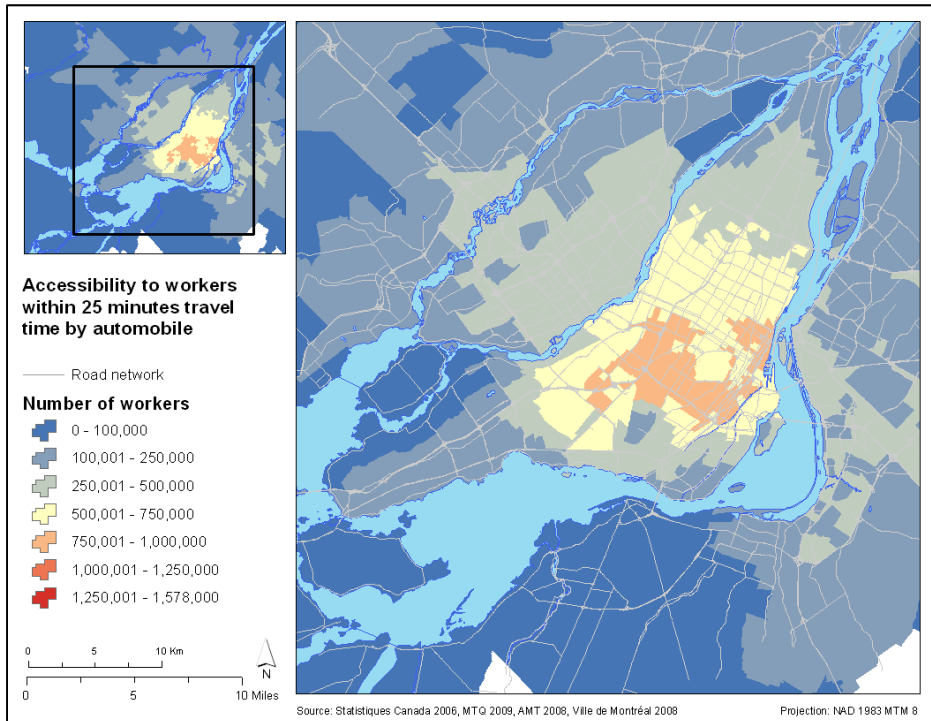 Accessibility to workers
within 25 minutes travel
time by automobile
Road network
Number of workers
0 - 100,000
100,001 - 250,000
250,001 - 500,000
500,001 - 750,000
750,001 - 1,000,000
1,000,001 - 1,250,000
1,250,001 - 1,578,000
0 5 10 Km
0 5 10 Miles
N
Source: Statistiques Canada 2006, MTQ 2009, AMT 2008, Ville de Montréal 2008
Projection: NAD 1983 MTM 8